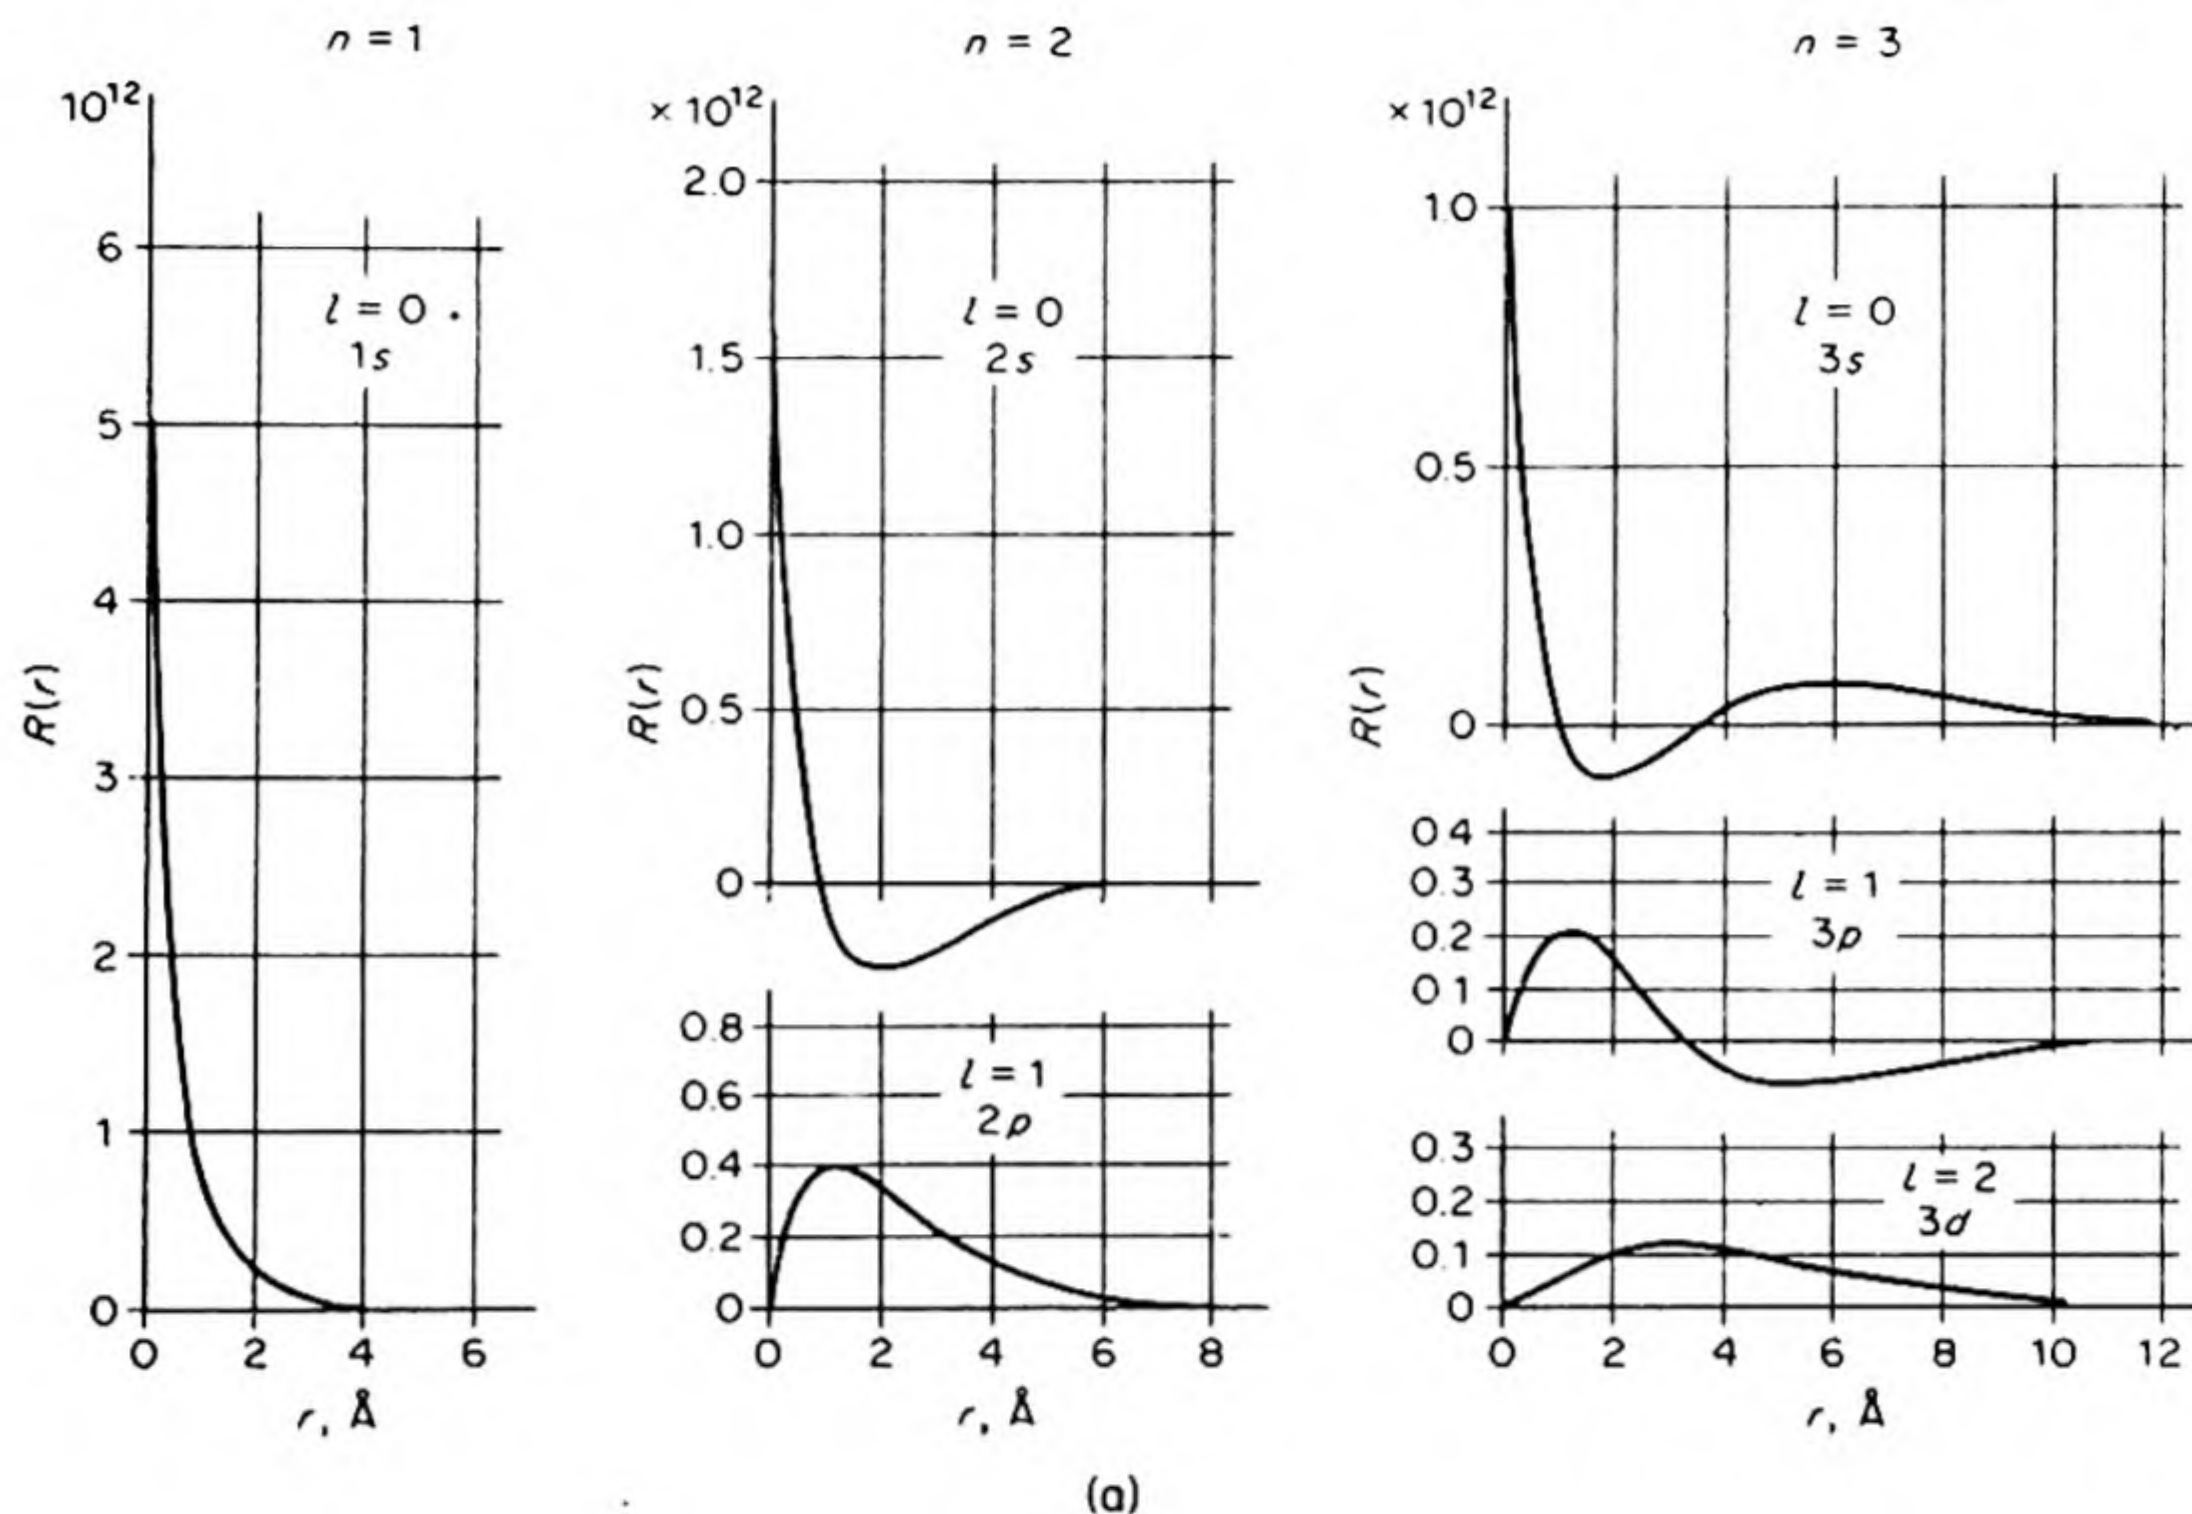 n = 1
10¹²
6
5
4
3
2
1
0
R(r)
l = 0
1s
0 2 4 6
r, Å
n = 2
× 10¹²
2.0
1.5
1.0
0.5
0
R(r)
l = 0
2s
0.8
0.6
0.4
0.2
0
l = 1
2p
0 2 4 6 8
r, Å
n = 3
× 10¹²
1.0
0.5
0
R(r)
l = 0
3s
0.4
0.3
0.2
0.1
0
l = 1
3p
0.3
0.2
0.1
0
l = 2
3d
0 2 4 6 8 10 12
r, Å
(a)